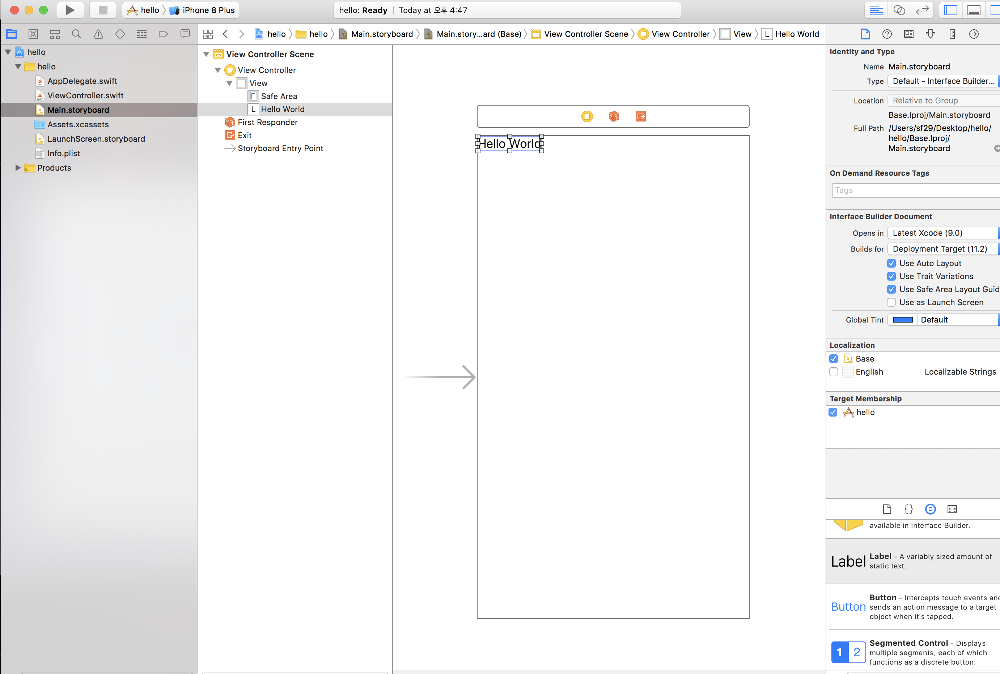 hello iPhone 8 Plus
hello: Ready Today at 오후 4:47
hello hello Main.storyboard Main.story...ard (Base) View Controller Scene View Controller View L Hello World
hello
hello
AppDelegate.swift
ViewController.swift
Main.storyboard
Assets.xcassets
LaunchScreen.storyboard
Info.plist
Products
View Controller Scene
View Controller
View
Safe Area
L Hello World
First Responder
Exit
Storyboard Entry Point
Hello World
Identity and Type
Name Main.storyboard
Type Default - Interface Builder...
Location Relative to Group
Base.lproj/Main.storyboard
Full Path /Users/sf29/Desktop/hello/
hello/Base.lproj/
Main.storyboard
On Demand Resource Tags
Tags
Interface Builder Document
Opens in Latest Xcode (9.0)
Builds for Deployment Target (11.2)
Use Auto Layout
Use Trait Variations
Use Safe Area Layout Guid
Use as Launch Screen
Global Tint Default
Localization
Base
English Localizable Strings
Target Membership
hello
available in Interface Builder.
Label Label - A variably sized amount of
static text.
Button - Intercepts touch events and
Button sends an action message to a target
object when it's tapped.
Segmented Control - Displays
1 2 multiple segments, each of which
functions as a discrete button.